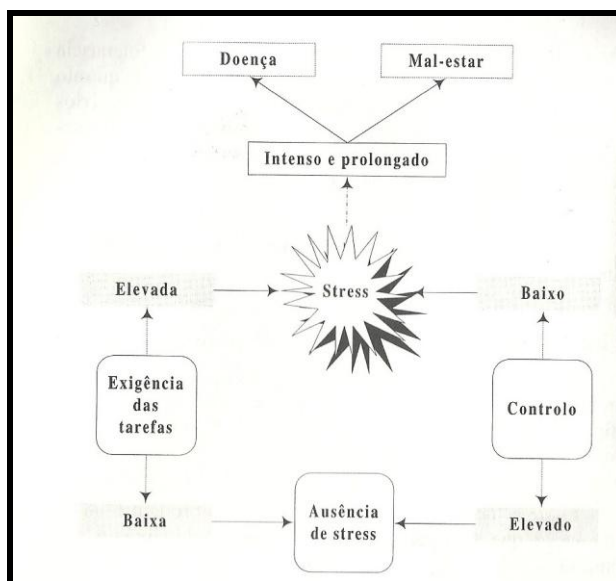 Doença
Mal-estar
Intenso e prolongado
Stress
Elevada
Baixo
Exigência
das
tarefas
Controlo
Baixa
Ausência
de stress
Elevado